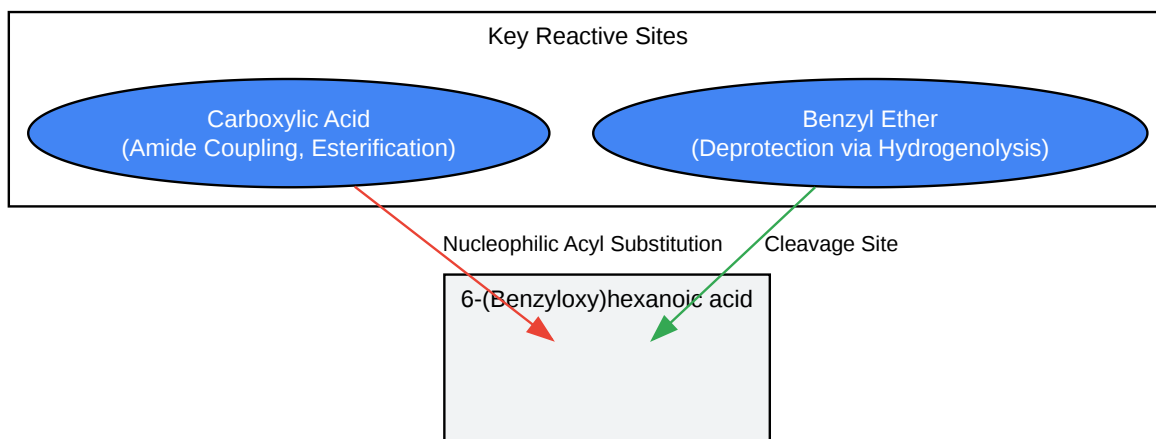 Key Reactive Sites
Carboxylic Acid
(Amide Coupling, Esterification)
Benzyl Ether
(Deprotection via Hydrogenolysis)
Nucleophilic Acyl Substitution
Cleavage Site
6-(Benzyloxy)hexanoic acid